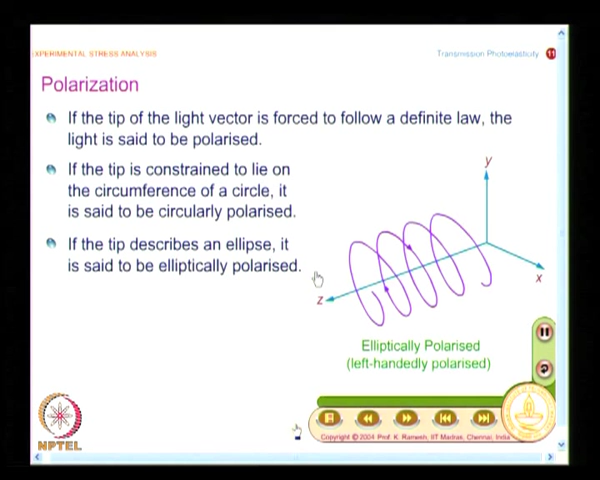 EXPERIMENTAL STRESS ANALYSIS
Transmission Photoelasticity 11
Polarization
If the tip of the light vector is forced to follow a definite law, the
light is said to be polarised.
If the tip is constrained to lie on
the circumference of a circle, it
is said to be circularly polarised.
If the tip describes an ellipse, it
is said to be elliptically polarised.
y
x
z
Elliptically Polarised
(left-handedly polarised)
Copyright © 2004 Prof. K. Ramesh, IIT Madras, Chennai, India
NPTEL